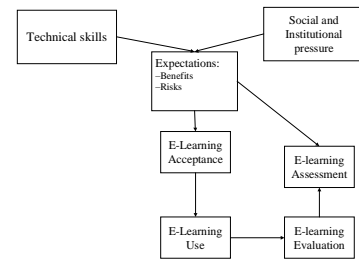 Technical skills
Social and
Institutional
pressure
Expectations:
–Benefits
–Risks
E-Learning
Acceptance
E-learning
Assessment
E-Learning
Use
E-learning
Evaluation